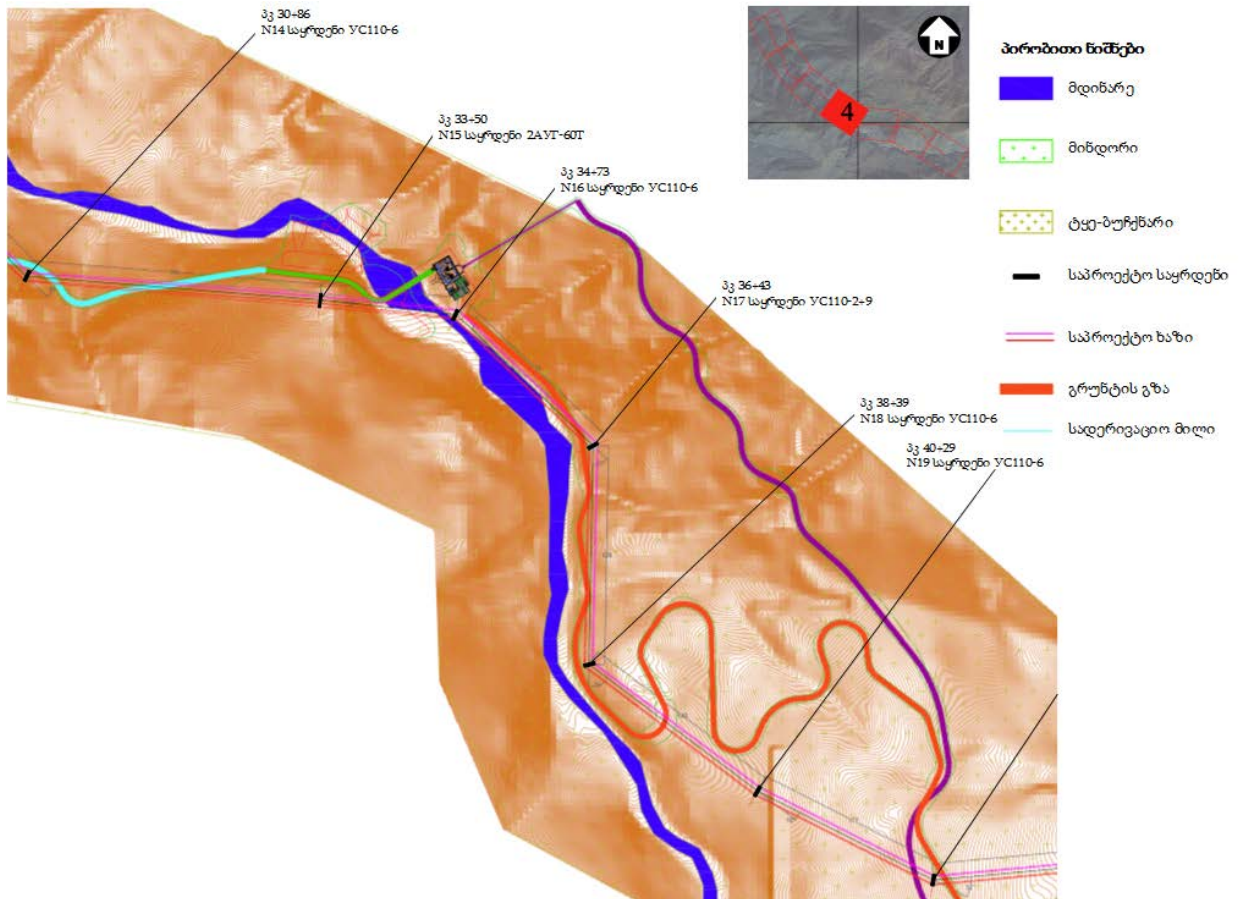 პკ 30+86
N14 საყრდენი УС110-6
პკ 33+50
N15 საყრდენი 2АУГ-60Т
პკ 34+73
N16 საყრდენი УС110-6
პკ 36+43
N17 საყრდენი УС110-2+9
პკ 38+39
N18 საყრდენი УС110-6
პკ 40+29
N19 საყრდენი УС110-6
N
4
პირობითი ნიშნები
მდინარე
მინდორი
ტყე-ბუჩქნარი
საპროექტო საყრდენი
საპროექტო ხაზი
გრუნტის გზა
სადერივაციო მილი